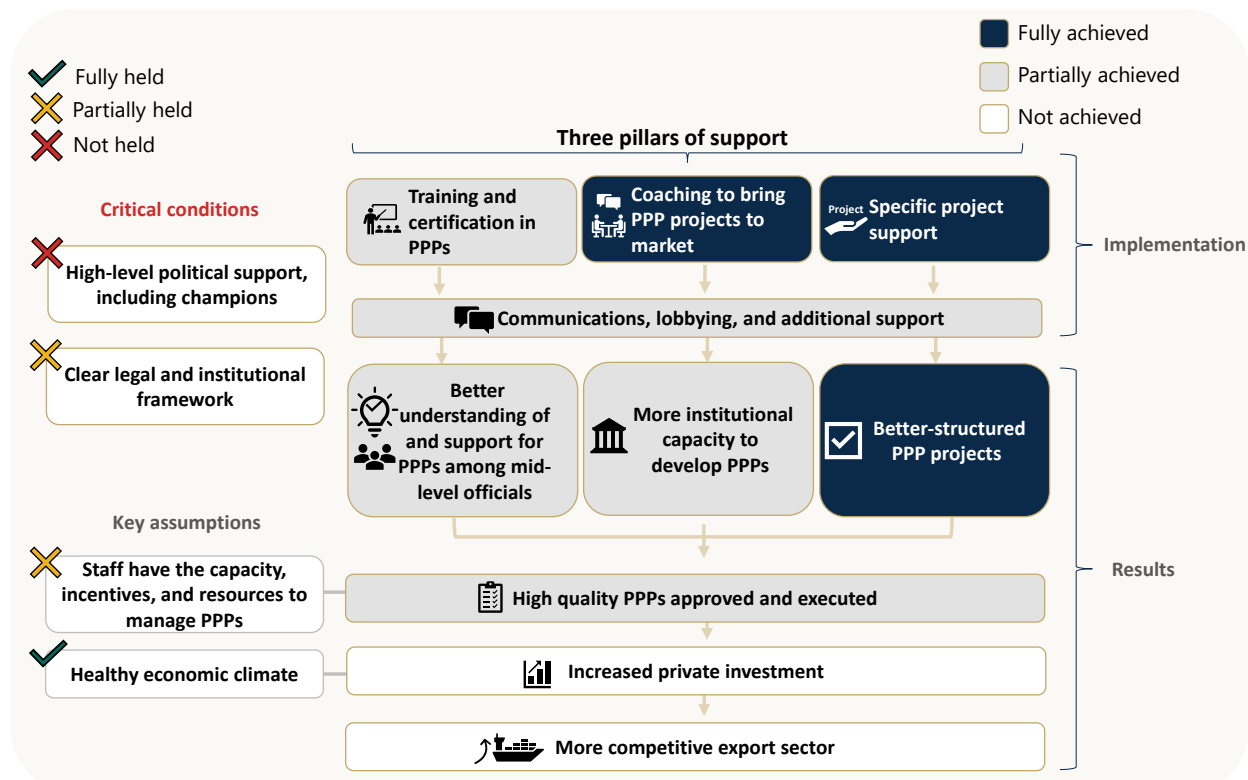 Fully achieved
Partially achieved
Not achieved
Fully held
Partially held
Not held
Three pillars of support
Training and
certification in
PPPs
Coaching to bring
PPP projects to
market
Project
Specific project
support
Implementation
Critical conditions
High-level political support,
including champions
Communications, lobbying, and additional support
Clear legal and institutional
framework
Better
understanding of
and support for
PPPs among mid-
level officials
More institutional
capacity to
develop PPPs
Better-structured
PPP projects
Key assumptions
Results
Staff have the capacity,
incentives, and resources to
manage PPPs
High quality PPPs approved and executed
Healthy economic climate
Increased private investment
More competitive export sector